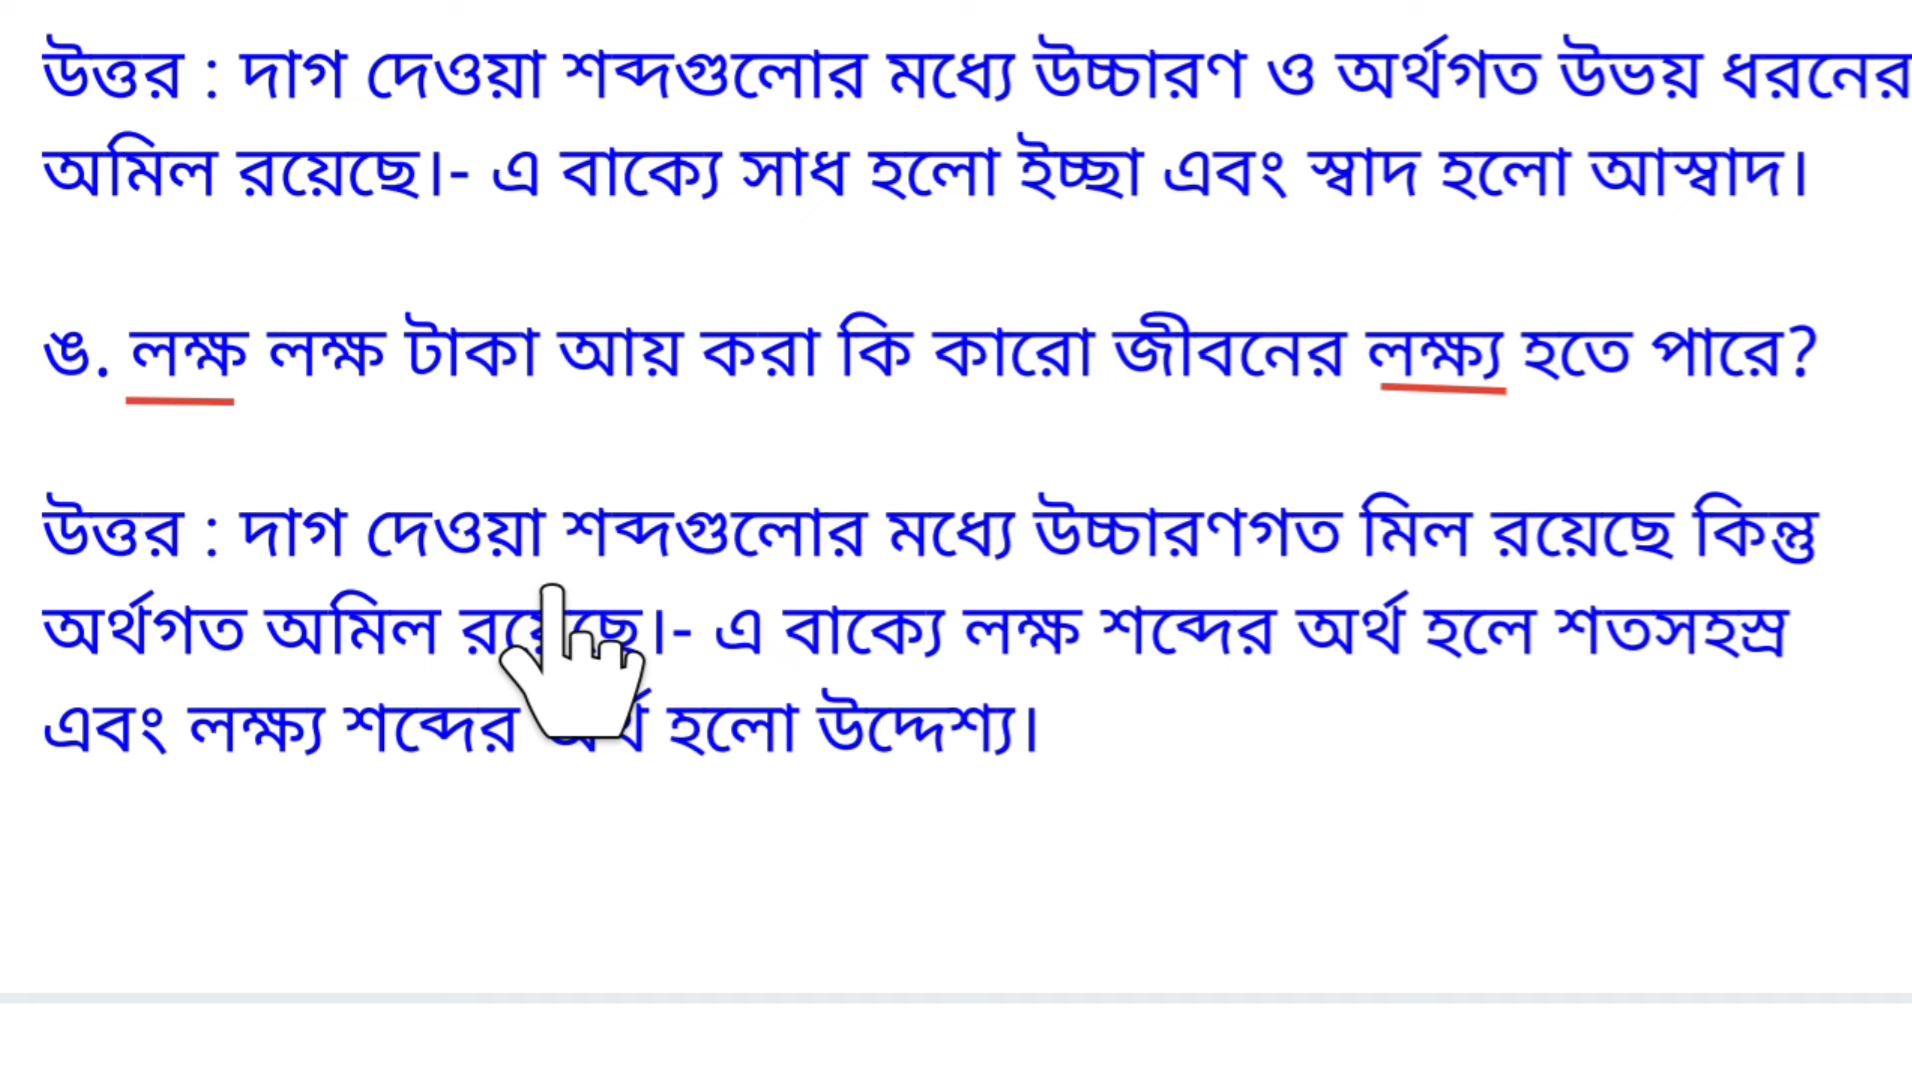 উত্তর : দাগ দেওয়া শব্দগুলোর মধ্যে উচ্চারণ ও অর্থগত উভয় ধরনের
অমিল রয়েছে।- এ বাক্যে সাধ হলো ইচ্ছা এবং স্বাদ হলো আস্বাদ।
ঙ. লক্ষ লক্ষ টাকা আয় করা কি কারো জীবনের লক্ষ্য হতে পারে?
উত্তর : দাগ দেওয়া শব্দগুলোর মধ্যে উচ্চারণগত মিল রয়েছে কিন্তু
অর্থগত অমিল রয়েছে।- এ বাক্যে লক্ষ শব্দের অর্থ হলে শতসহস্র
এবং লক্ষ্য শব্দের অর্থ হলো উদ্দেশ্য।